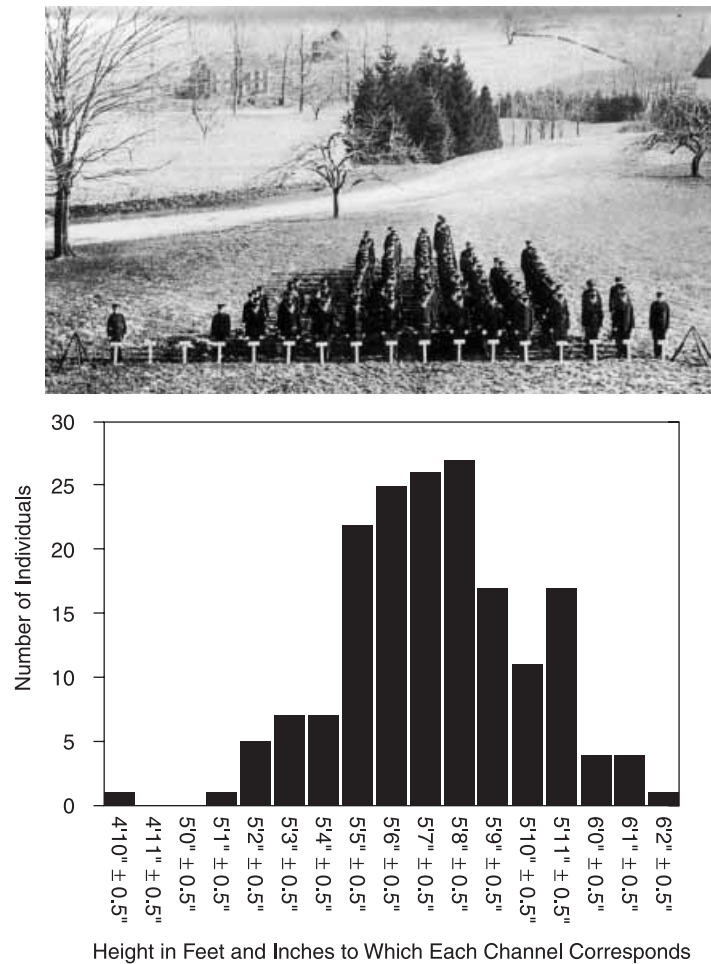 30
25
20
15
10
5
0
Number of Individuals
4'10" ± 0.5"
4'11" ± 0.5"
5'0" ± 0.5"
5'1" ± 0.5"
5'2" ± 0.5"
5'3" ± 0.5"
5'4" ± 0.5"
5'5" ± 0.5"
5'6" ± 0.5"
5'7" ± 0.5"
5'8" ± 0.5"
5'9" ± 0.5"
5'10" ± 0.5"
5'11" ± 0.5"
6'0" ± 0.5"
6'1" ± 0.5"
6'2" ± 0.5"
Height in Feet and Inches to Which Each Channel Corresponds